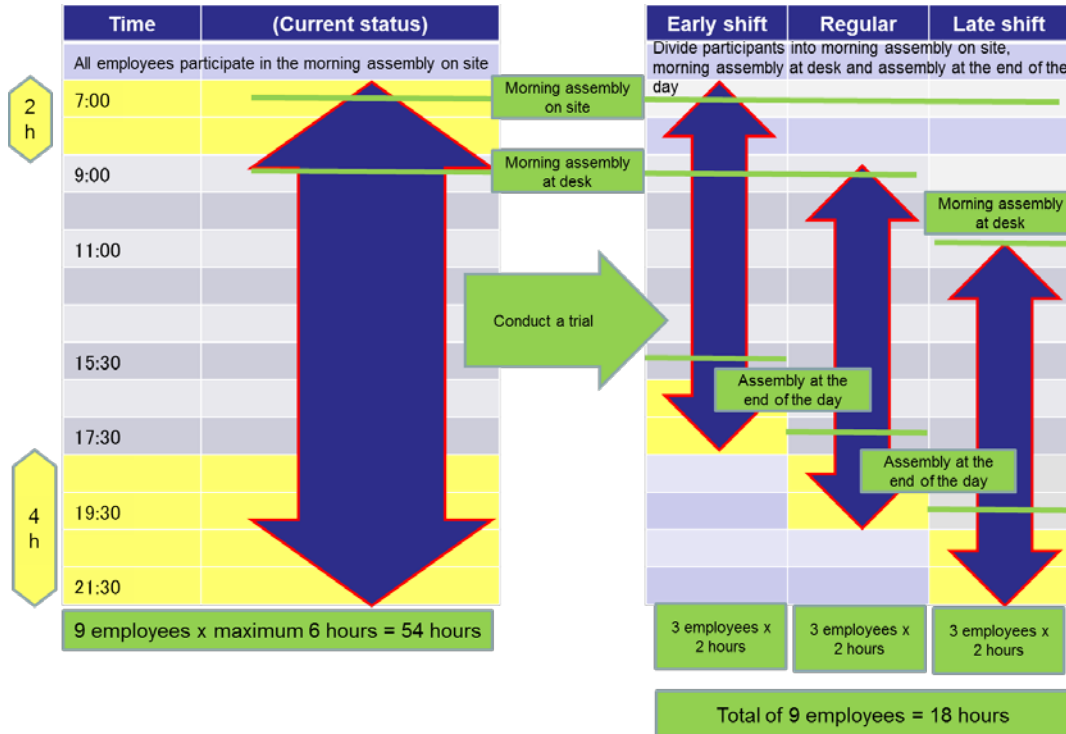 Time
(Current status)
All employees participate in the morning assembly on site
2
h
7:00
9:00
11:00
15:30
17:30
19:30
21:30
4
h
9 employees x maximum 6 hours = 54 hours
Morning assembly
on site
Morning assembly
at desk
Conduct a trial
Early shift
Regular
Late shift
Divide participants into morning assembly on site,
morning assembly at desk and assembly at the end of the
day
Morning assembly
at desk
Assembly at the
end of the day
Assembly at the
end of the day
3 employees x
2 hours
3 employees x
2 hours
3 employees x
2 hours
Total of 9 employees = 18 hours